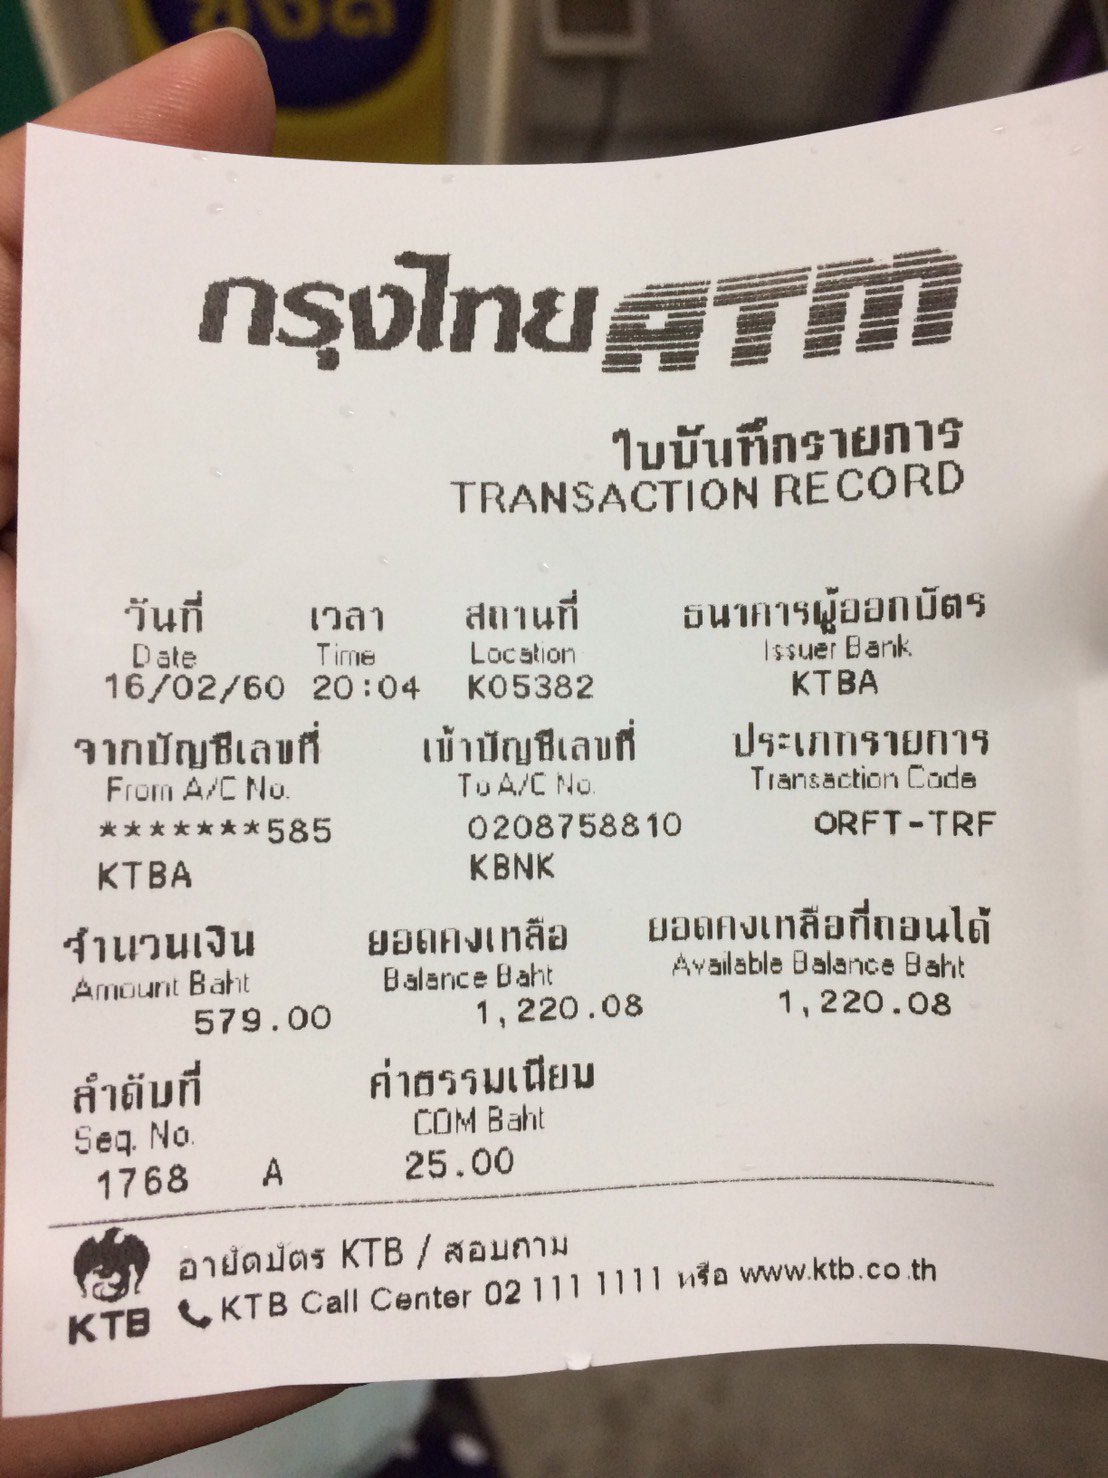 ชอล
กรุงไทย ATM
ใบบันทึกรายการ
TRANSACTION RECORD
วันที่ เวลา สถานที่ ธนาคารผู้ออกบัตร
Date Time Location Issuer Bank
16/02/60 20:04 K05382 KTBA
จากบัญชีเลขที่ เข้าบัญชีเลขที่ ประเภทรายการ
From A/C No. To A/C No. Transaction Code
*******585 0208758810 ORFT-TRF
KTBA KBNK
จำนวนเงิน ยอดคงเหลือ ยอดคงเหลือที่ถอนได้
Amount Baht Balance Baht Available Balance Baht
579.00 1,220.08 1,220.08
ลำดับที่ ค่าธรรมเนียม
Seq. No. COM Baht
1768 A 25.00
อายัดบัตร KTB / สอบถาม
KTB Call Center 02 111 1111 หรือ www.ktb.co.th
KTB